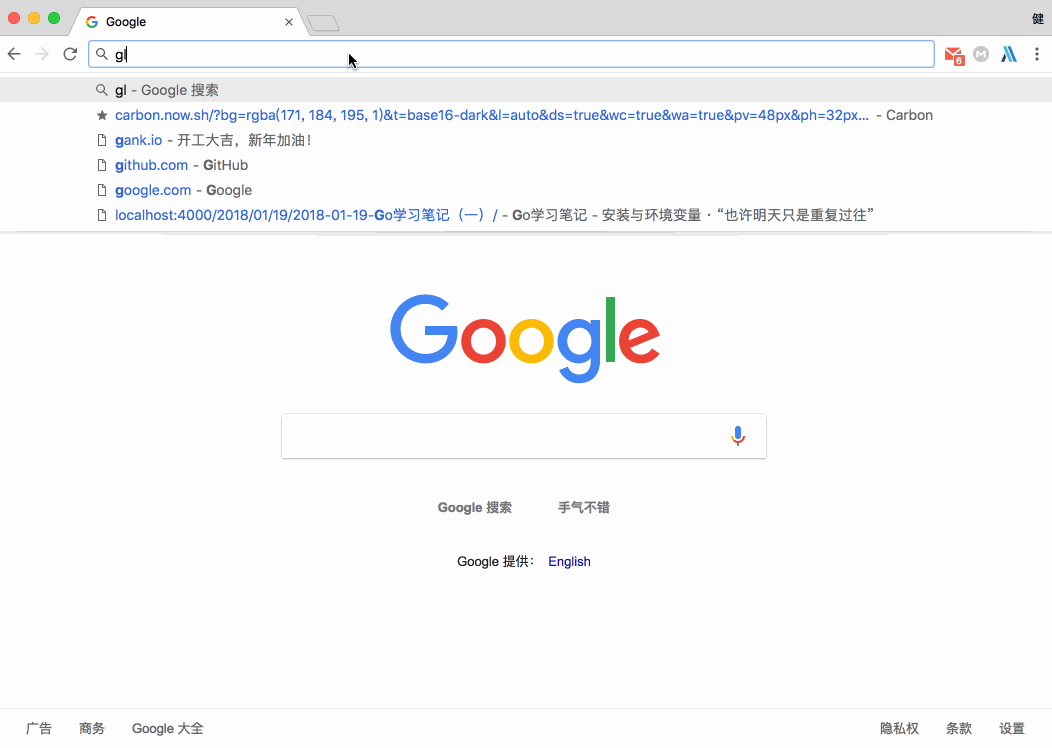 Google
健
gl
6
M
gl - Google 搜索
carbon.now.sh/?bg=rgba(171, 184, 195, 1)&t=base16-dark&l=auto&ds=true&wc=true&wa=true&pv=48px&ph=32px... - Carbon
gank.io - 开工大吉，新年加油！
github.com - GitHub
google.com - Google
localhost:4000/2018/01/19/2018-01-19-Go学习笔记（一）/ - Go学习笔记 - 安装与环境变量 · “也许明天只是重复过往”
Google
Google 搜索 手气不错
Google 提供： English
广告 商务 Google 大全 隐私权 条款 设置